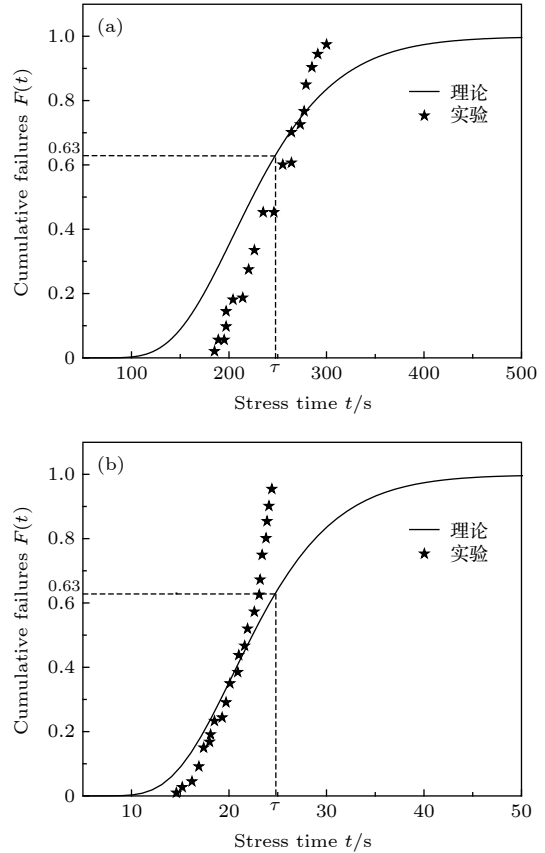 (a)
1.0
0.8
0.63
0.6
0.4
0.2
0
Cumulative failures F(t)
理论
实验
100
200
τ
300
400
500
Stress time t/s
(b)
1.0
0.8
0.63
0.6
0.4
0.2
0
Cumulative failures F(t)
理论
实验
10
20
τ
30
40
50
Stress time t/s